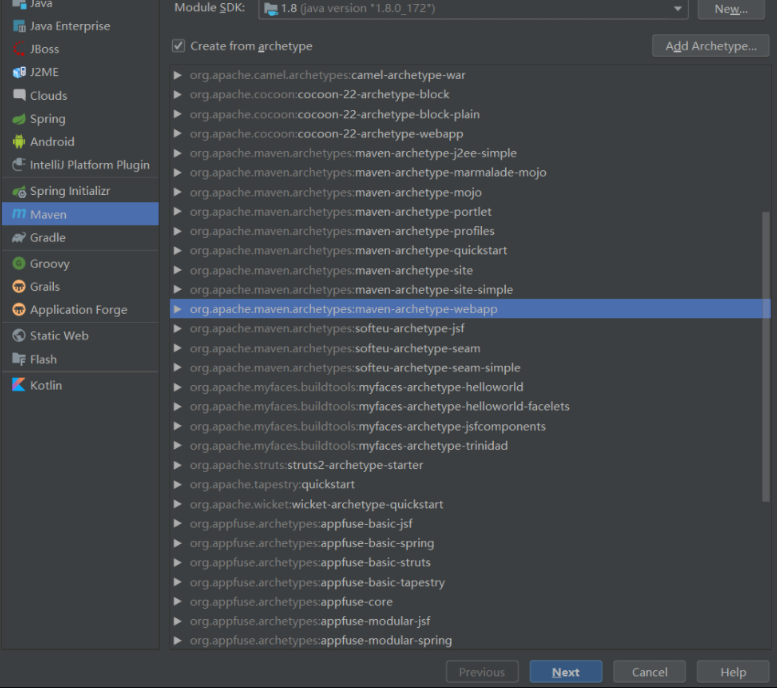 Java
Java Enterprise
JBoss
J2ME
Clouds
Spring
Android
IntelliJ Platform Plugin
Spring Initializr
Maven
Gradle
Groovy
Grails
Application Forge
Static Web
Flash
Kotlin
Module SDK: 1.8 (java version "1.8.0_172") New...
Create from archetype Add Archetype...
org.apache.camel.archetypes:camel-archetype-war
org.apache.cocoon:cocoon-22-archetype-block
org.apache.cocoon:cocoon-22-archetype-block-plain
org.apache.cocoon:cocoon-22-archetype-webapp
org.apache.maven.archetypes:maven-archetype-j2ee-simple
org.apache.maven.archetypes:maven-archetype-marmalade-mojo
org.apache.maven.archetypes:maven-archetype-mojo
org.apache.maven.archetypes:maven-archetype-portlet
org.apache.maven.archetypes:maven-archetype-profiles
org.apache.maven.archetypes:maven-archetype-quickstart
org.apache.maven.archetypes:maven-archetype-site
org.apache.maven.archetypes:maven-archetype-site-simple
org.apache.maven.archetypes:maven-archetype-webapp
org.apache.maven.archetypes:softeu-archetype-jsf
org.apache.maven.archetypes:softeu-archetype-seam
org.apache.maven.archetypes:softeu-archetype-seam-simple
org.apache.myfaces.buildtools:myfaces-archetype-helloworld
org.apache.myfaces.buildtools:myfaces-archetype-helloworld-facelets
org.apache.myfaces.buildtools:myfaces-archetype-jsfcomponents
org.apache.myfaces.buildtools:myfaces-archetype-trinidad
org.apache.struts:struts2-archetype-starter
org.apache.tapestry:quickstart
org.apache.wicket:wicket-archetype-quickstart
org.appfuse.archetypes:appfuse-basic-jsf
org.appfuse.archetypes:appfuse-basic-spring
org.appfuse.archetypes:appfuse-basic-struts
org.appfuse.archetypes:appfuse-basic-tapestry
org.appfuse.archetypes:appfuse-core
org.appfuse.archetypes:appfuse-modular-jsf
org.appfuse.archetypes:appfuse-modular-spring
Previous Next Cancel Help